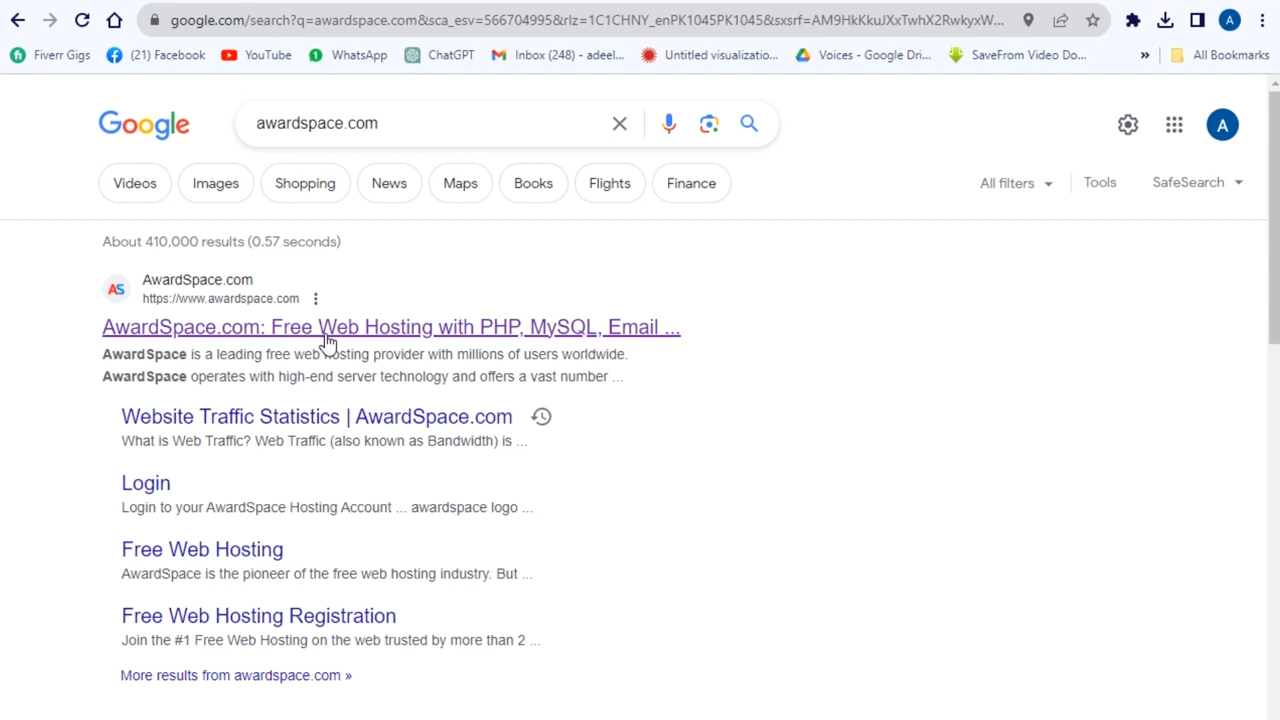 google.com/search?q=awardspace.com&sca_esv=566704995&rlz=1C1CHNY_enPK1045PK1045&sxsrf=AM9HkKkuJXxTwhX2RwkyxW...
A
Fiverr Gigs
(21) Facebook
YouTube
WhatsApp
ChatGPT
Inbox (248) - adeel...
Untitled visualizatio...
Voices - Google Dri...
SaveFrom Video Do...
»
All Bookmarks
Google
awardspace.com
A
Videos
Images
Shopping
News
Maps
Books
Flights
Finance
All filters
Tools
SafeSearch
About 410,000 results (0.57 seconds)
AS
AwardSpace.com
https://www.awardspace.com
AwardSpace.com: Free Web Hosting with PHP, MySQL, Email ...
AwardSpace is a leading free web hosting provider with millions of users worldwide.
AwardSpace operates with high-end server technology and offers a vast number ...
Website Traffic Statistics | AwardSpace.com
What is Web Traffic? Web Traffic (also known as Bandwidth) is ...
Login
Login to your AwardSpace Hosting Account ... awardspace logo ...
Free Web Hosting
AwardSpace is the pioneer of the free web hosting industry. But ...
Free Web Hosting Registration
Join the #1 Free Web Hosting on the web trusted by more than 2 ...
More results from awardspace.com »